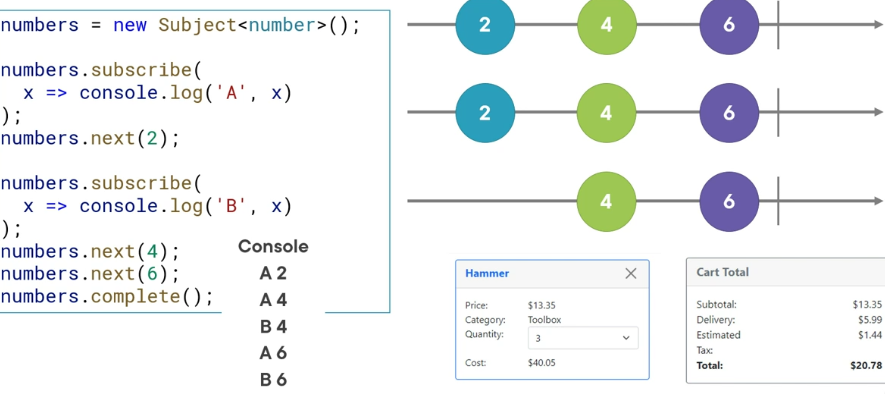 numbers = new Subject<number>();
numbers.subscribe(
x => console.log('A', x)
);
numbers.next(2);
numbers.subscribe(
x => console.log('B', x)
);
numbers.next(4);
numbers.next(6);
numbers.complete();
Console
A 2
A 4
B 4
A 6
B 6
2 4 6
2 4 6
4 6
Hammer
Price: $13.35
Category: Toolbox
Quantity: 3
Cost: $40.05
Cart Total
Subtotal: $13.35
Delivery: $5.99
Estimated $1.44
Tax:
Total: $20.78